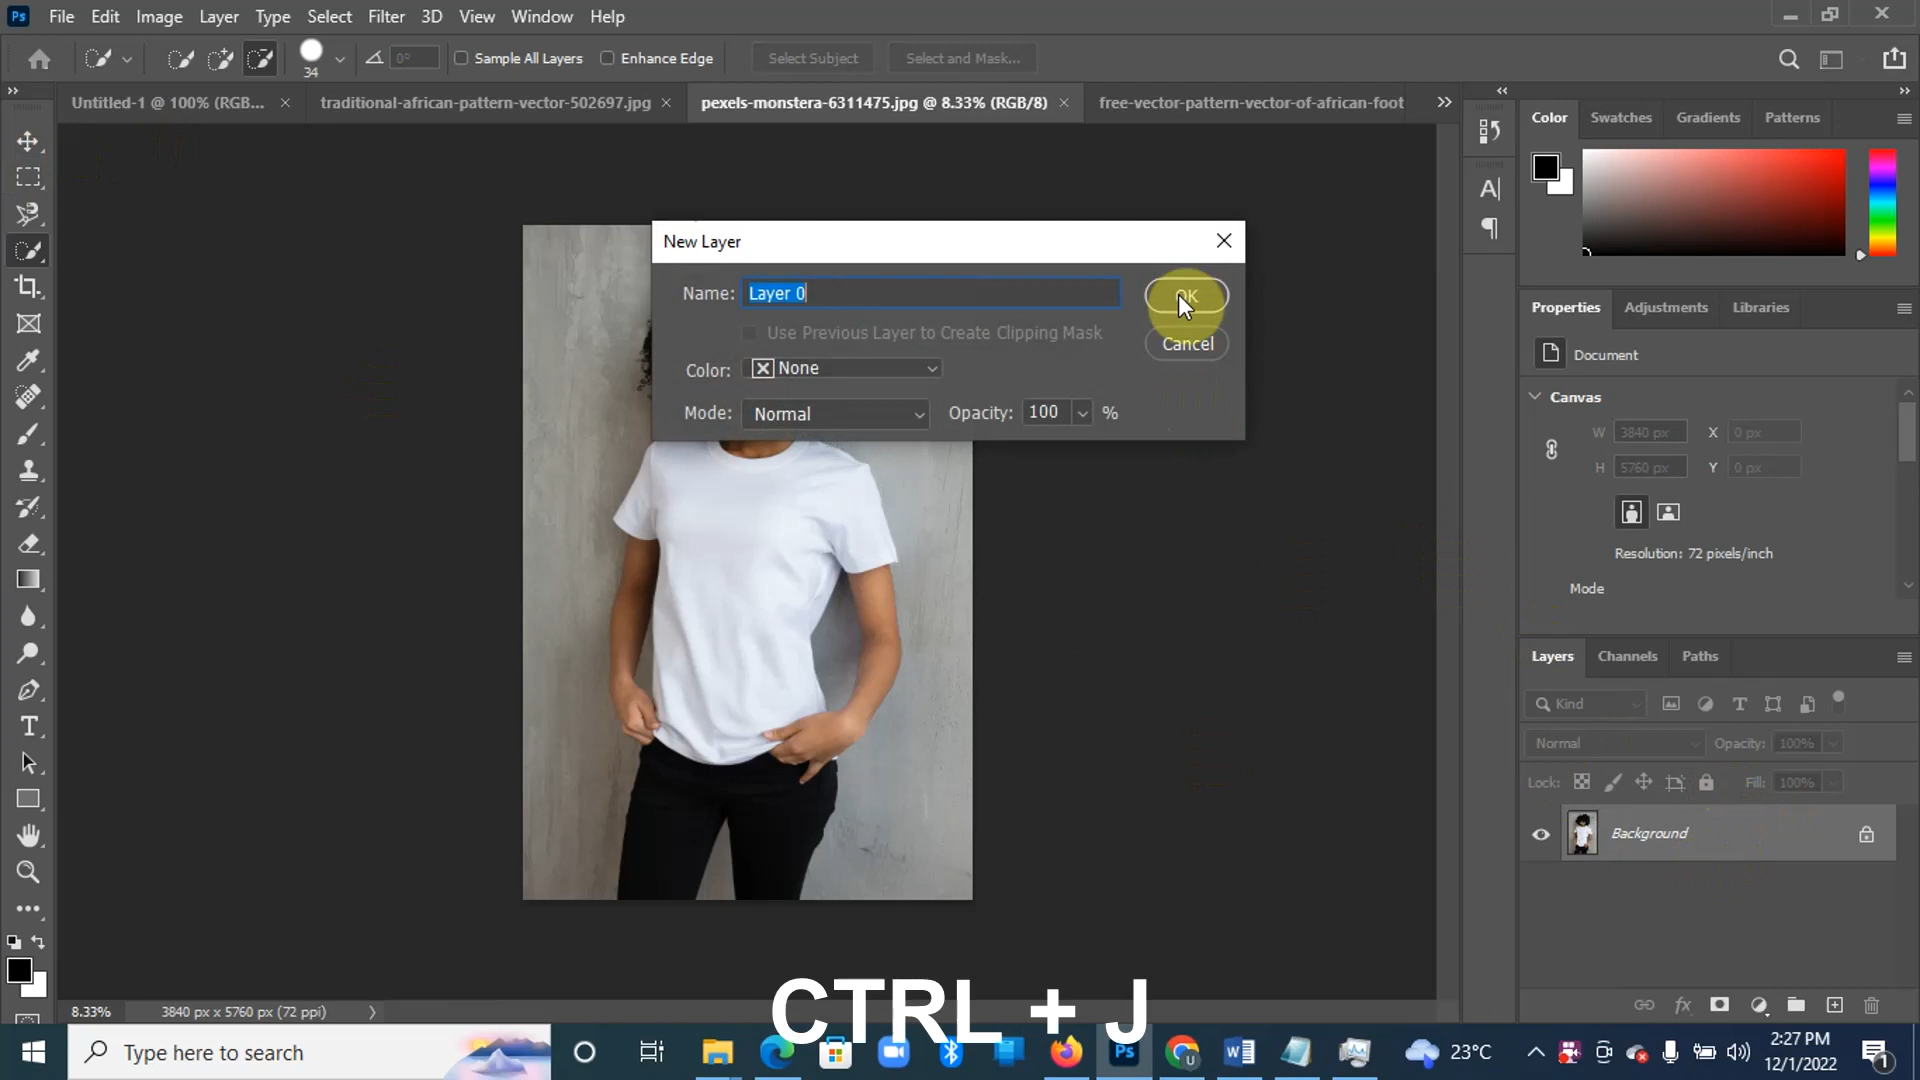 Ps File Edit Image Layer Type Select Filter 3D View Window Help
34 0° Sample All Layers Enhance Edge Select Subject Select and Mask...
Untitled-1 @ 100% (RGB... traditional-african-pattern-vector-502697.jpg pexels-monstera-6311475.jpg @ 8.33% (RGB/8) free-vector-pattern-vector-of-african-foot
New Layer
Name: Layer 0
OK
Use Previous Layer to Create Clipping Mask
Cancel
Color: None
Mode: Normal Opacity: 100 %
Color Swatches Gradients Patterns
Properties Adjustments Libraries
Document
Canvas
W 3840 px X 0 px
H 5760 px Y 0 px
Resolution: 72 pixels/inch
Mode
Layers Channels Paths
Kind
Normal Opacity: 100%
Lock: Fill: 100%
Background
fx
8.33% 3840 px x 5760 px (72 ppi)
CTRL + J
Type here to search
Ps
23°C
2:27 PM
12/1/2022
1